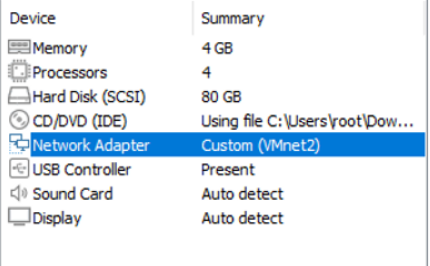 Device Summary
Memory 4 GB
Processors 4
Hard Disk (SCSI) 80 GB
CD/DVD (IDE) Using file C:\Users\root\Dow...
Network Adapter Custom (VMnet2)
USB Controller Present
Sound Card Auto detect
Display Auto detect